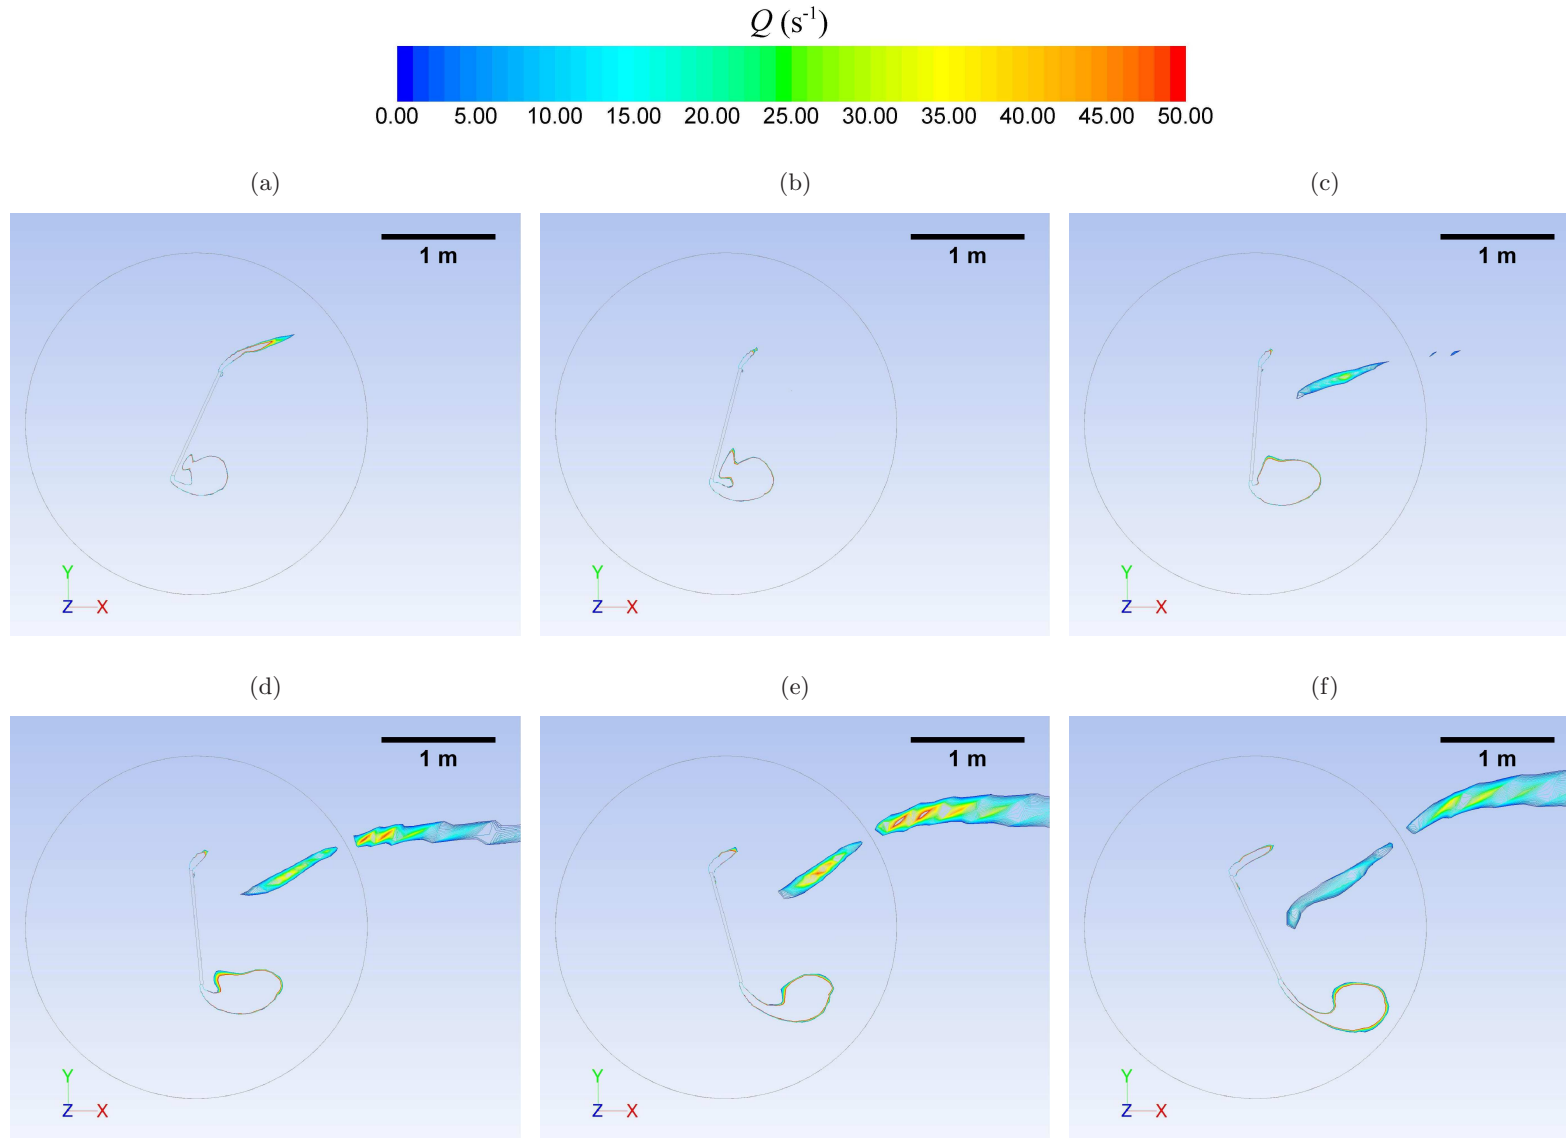 Q (s⁻¹)
0.00 5.00 10.00 15.00 20.00 25.00 30.00 35.00 40.00 45.00 50.00
(a) (b) (c)
1 m 1 m 1 m
Y Y Y
Z X Z X Z X
(d) (e) (f)
1 m 1 m 1 m
Y Y Y
Z X Z X Z X